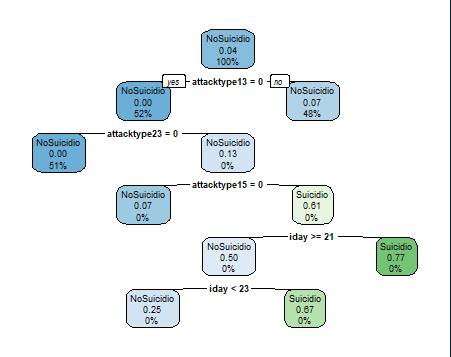 NoSuicidio
0.04
100%
yes attacktype13 = 0 no
NoSuicidio
0.00
52%
NoSuicidio
0.07
48%
attacktype23 = 0
NoSuicidio
0.00
51%
NoSuicidio
0.13
0%
attacktype15 = 0
NoSuicidio
0.07
0%
Suicidio
0.61
0%
iday >= 21
NoSuicidio
0.50
0%
Suicidio
0.77
0%
iday < 23
NoSuicidio
0.25
0%
Suicidio
0.67
0%